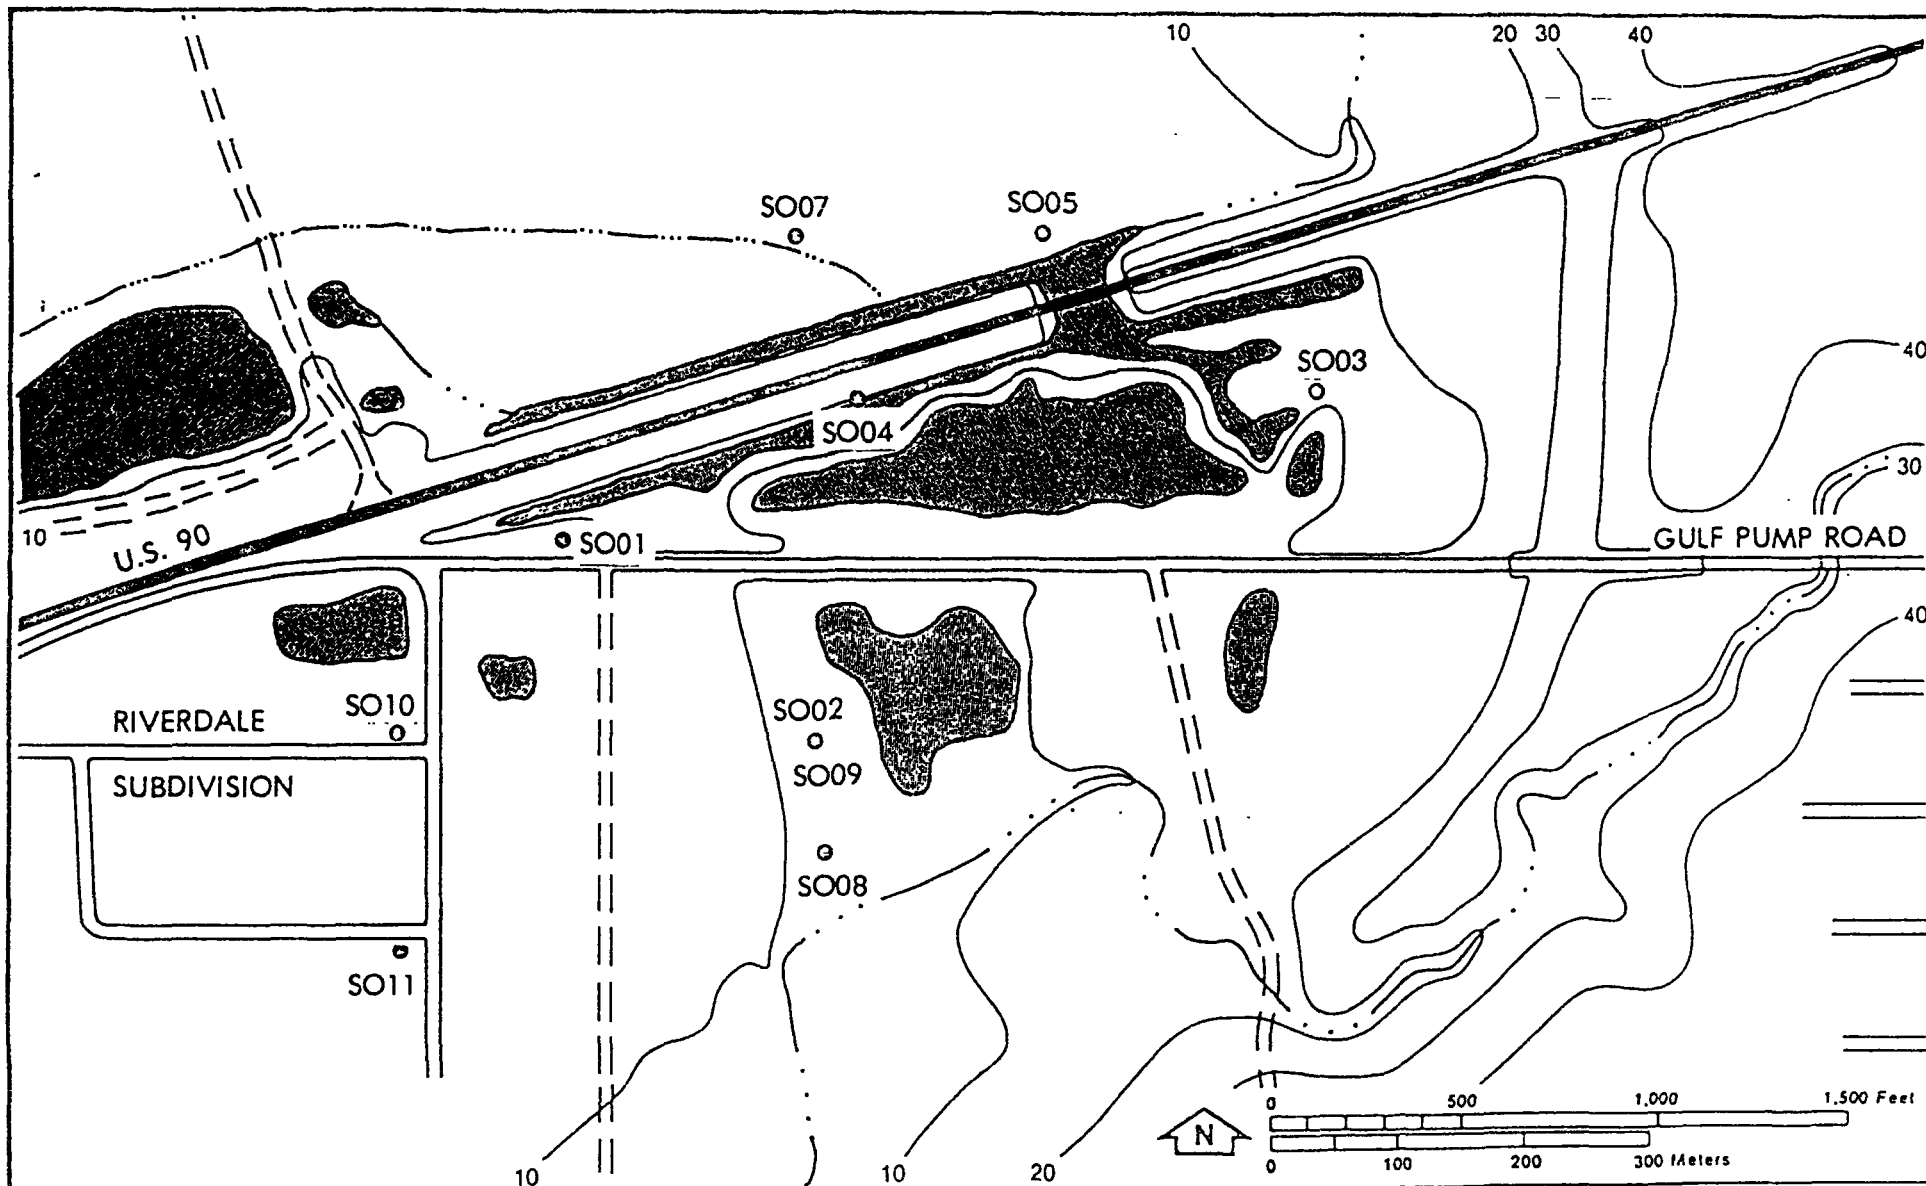 10
20 30 40
SO07
SO05
SO03
40
SO04
30
10
U.S. 90
SO01
GULF PUMP ROAD
40
SO10
RIVERDALE
SO02
SUBDIVISION
SO09
SO08
SO11
N
0 500 1,000 1,500 Feet
0 100 200 300 Meters
10
10
20